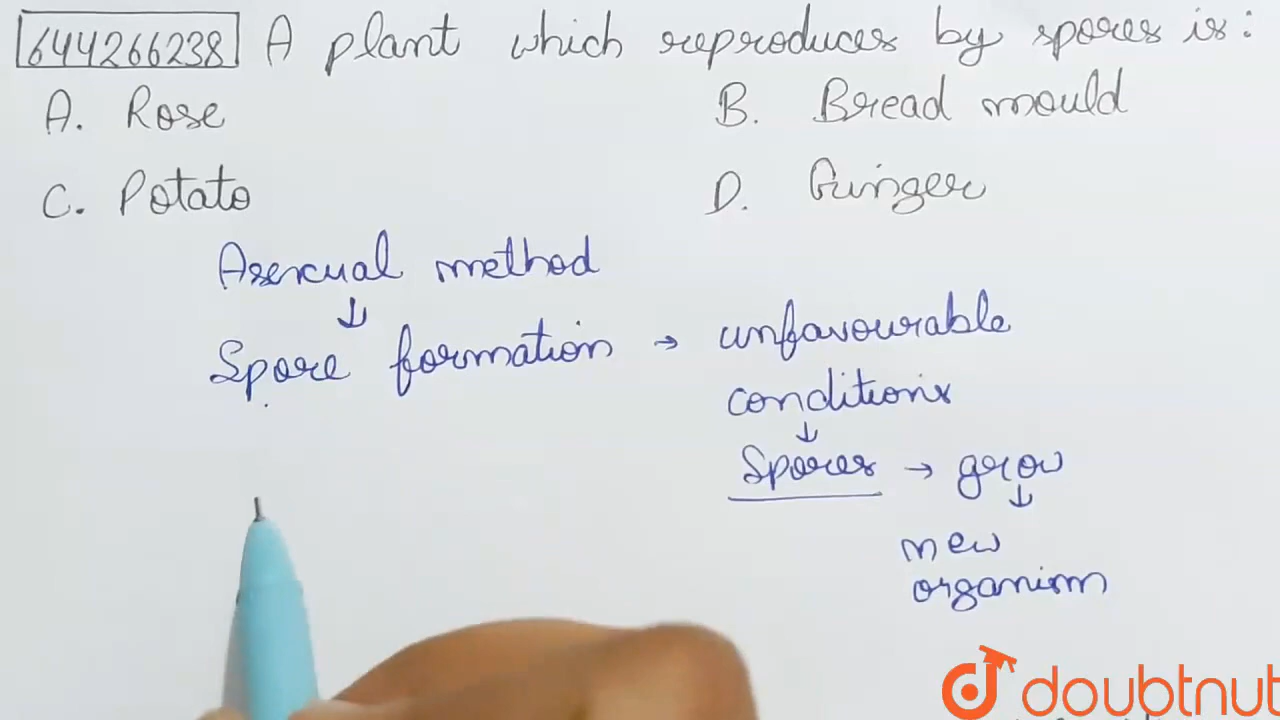 644266238 A plant which reproduces by spores is:
A. Rose B. Bread mould
C. Potato D. Ginger
Asexual method
↓
Spore formation → unfavourable
conditions
↓
Spores → grow
↓
new
organism
doubtnut